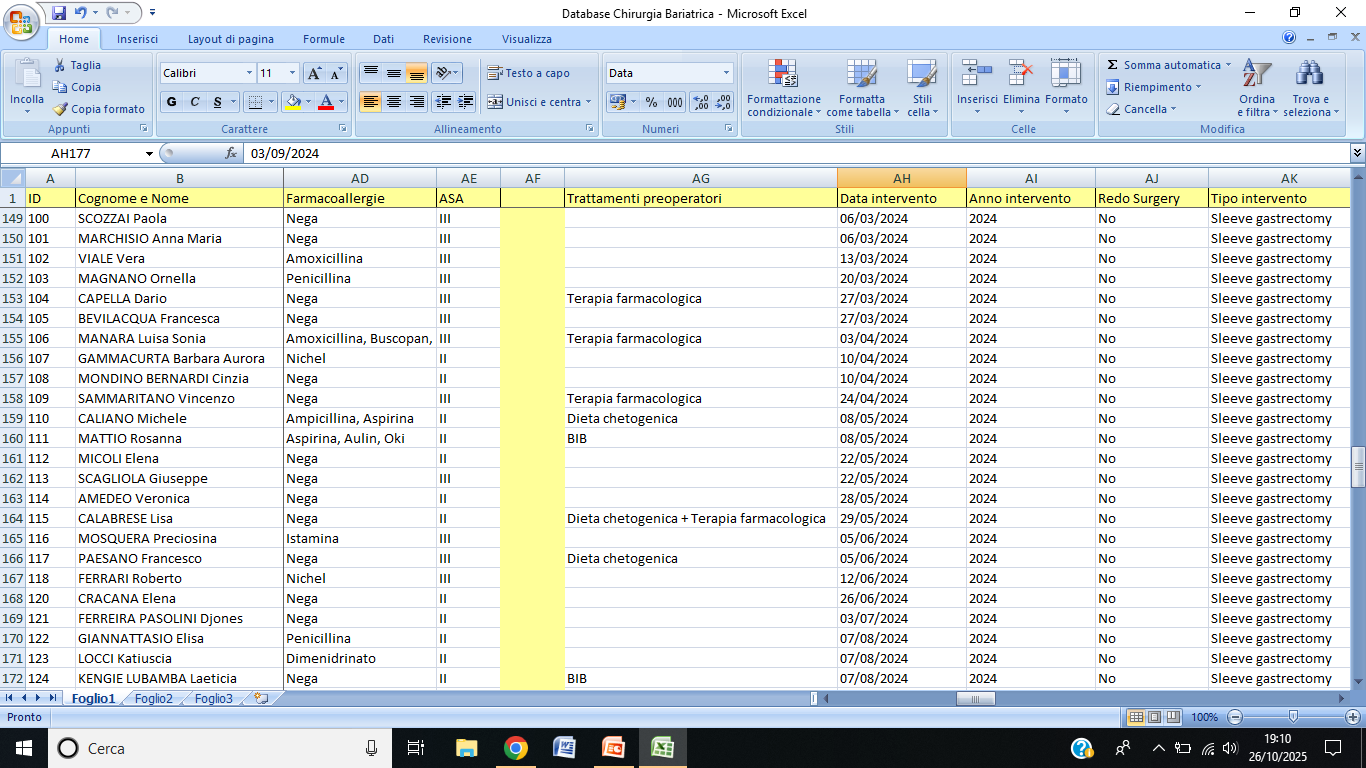 Database Chirurgia Bariatrica - Microsoft Excel
Home Inserisci Layout di pagina Formule Dati Revisione Visualizza
Incolla Taglia Copia Copia formato Appunti
Calibri 11 G C S Carattere
Testo a capo Unisci e centra Allineamento
Data % 000 Numeri
Formattazione condizionale Formatta come tabella Stili cella Stili
Inserisci Elimina Formato Celle
Σ Somma automatica Riempimento Cancella Ordina e filtra Trova e seleziona Modifica
AH177 fx 03/09/2024
A B AD AE AF AG AH AI AJ AK
1 ID Cognome e Nome Farmacoallergie ASA Trattamenti preoperatori Data intervento Anno intervento Redo Surgery Tipo intervento
149 100 SCOZZAI Paola Nega III 06/03/2024 2024 No Sleeve gastrectomy
150 101 MARCHISIO Anna Maria Nega III 06/03/2024 2024 No Sleeve gastrectomy
151 102 VIALE Vera Amoxicillina III 13/03/2024 2024 No Sleeve gastrectomy
152 103 MAGNANO Ornella Penicillina III 20/03/2024 2024 No Sleeve gastrectomy
153 104 CAPELLA Dario Nega III Terapia farmacologica 27/03/2024 2024 No Sleeve gastrectomy
154 105 BEVILACQUA Francesca Nega III 27/03/2024 2024 No Sleeve gastrectomy
155 106 MANARA Luisa Sonia Amoxicillina, Buscopan, III Terapia farmacologica 03/04/2024 2024 No Sleeve gastrectomy
156 107 GAMMACURTA Barbara Aurora Nichel II 10/04/2024 2024 No Sleeve gastrectomy
157 108 MONDINO BERNARDI Cinzia Nega II 10/04/2024 2024 No Sleeve gastrectomy
158 109 SAMMARITANO Vincenzo Nega III Terapia farmacologica 24/04/2024 2024 No Sleeve gastrectomy
159 110 CALIANO Michele Ampicillina, Aspirina II Dieta chetogenica 08/05/2024 2024 No Sleeve gastrectomy
160 111 MATTIO Rosanna Aspirina, Aulin, Oki II BIB 08/05/2024 2024 No Sleeve gastrectomy
161 112 MICOLI Elena Nega II 22/05/2024 2024 No Sleeve gastrectomy
162 113 SCAGLIOLA Giuseppe Nega III 22/05/2024 2024 No Sleeve gastrectomy
163 114 AMEDEO Veronica Nega II 28/05/2024 2024 No Sleeve gastrectomy
164 115 CALABRESE Lisa Nega II Dieta chetogenica + Terapia farmacologica 29/05/2024 2024 No Sleeve gastrectomy
165 116 MOSQUERA Preciosina Istamina III 05/06/2024 2024 No Sleeve gastrectomy
166 117 PAESANO Francesco Nega III Dieta chetogenica 05/06/2024 2024 No Sleeve gastrectomy
167 118 FERRARI Roberto Nichel III 12/06/2024 2024 No Sleeve gastrectomy
168 120 CRACANA Elena Nega II 26/06/2024 2024 No Sleeve gastrectomy
169 121 FERREIRA PASOLINI Djones Nega II 03/07/2024 2024 No Sleeve gastrectomy
170 122 GIANNATTASIO Elisa Penicillina II 07/08/2024 2024 No Sleeve gastrectomy
171 123 LOCCI Katiuscia Dimenidrinato II 07/08/2024 2024 No Sleeve gastrectomy
172 124 KENGIE LUBAMBA Laeticia Nega II BIB 07/08/2024 2024 No Sleeve gastrectomy
Foglio1 Foglio2 Foglio3
Pronto 100%
Cerca 19:10
26/10/2025